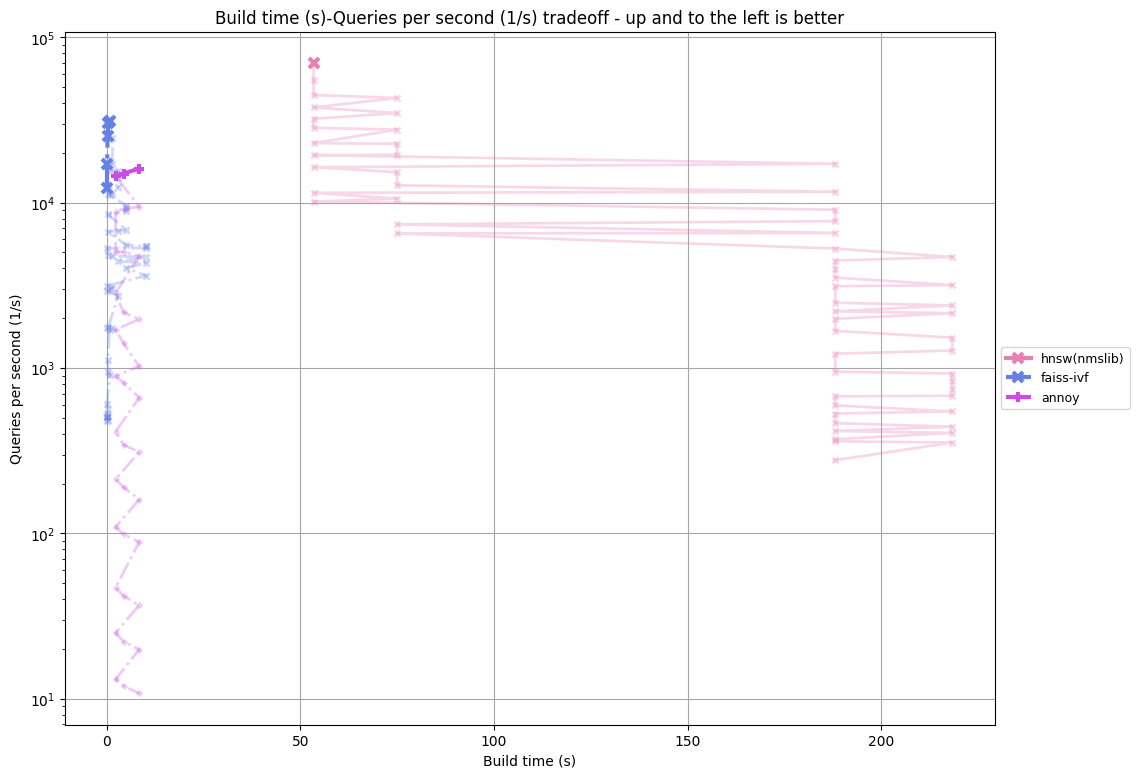 Build time (s)-Queries per second (1/s) tradeoff - up and to the left is better
Queries per second (1/s)
10^5
10^4
10^3
10^2
10^1
0 50 100 150 200
Build time (s)
hnsw(nmslib)
faiss-ivf
annoy